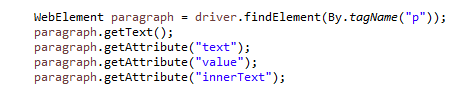 WebElement paragraph = driver.findElement(By.tagName("p"));
paragraph.getText();
paragraph.getAttribute("text");
paragraph.getAttribute("value");
paragraph.getAttribute("innerText");